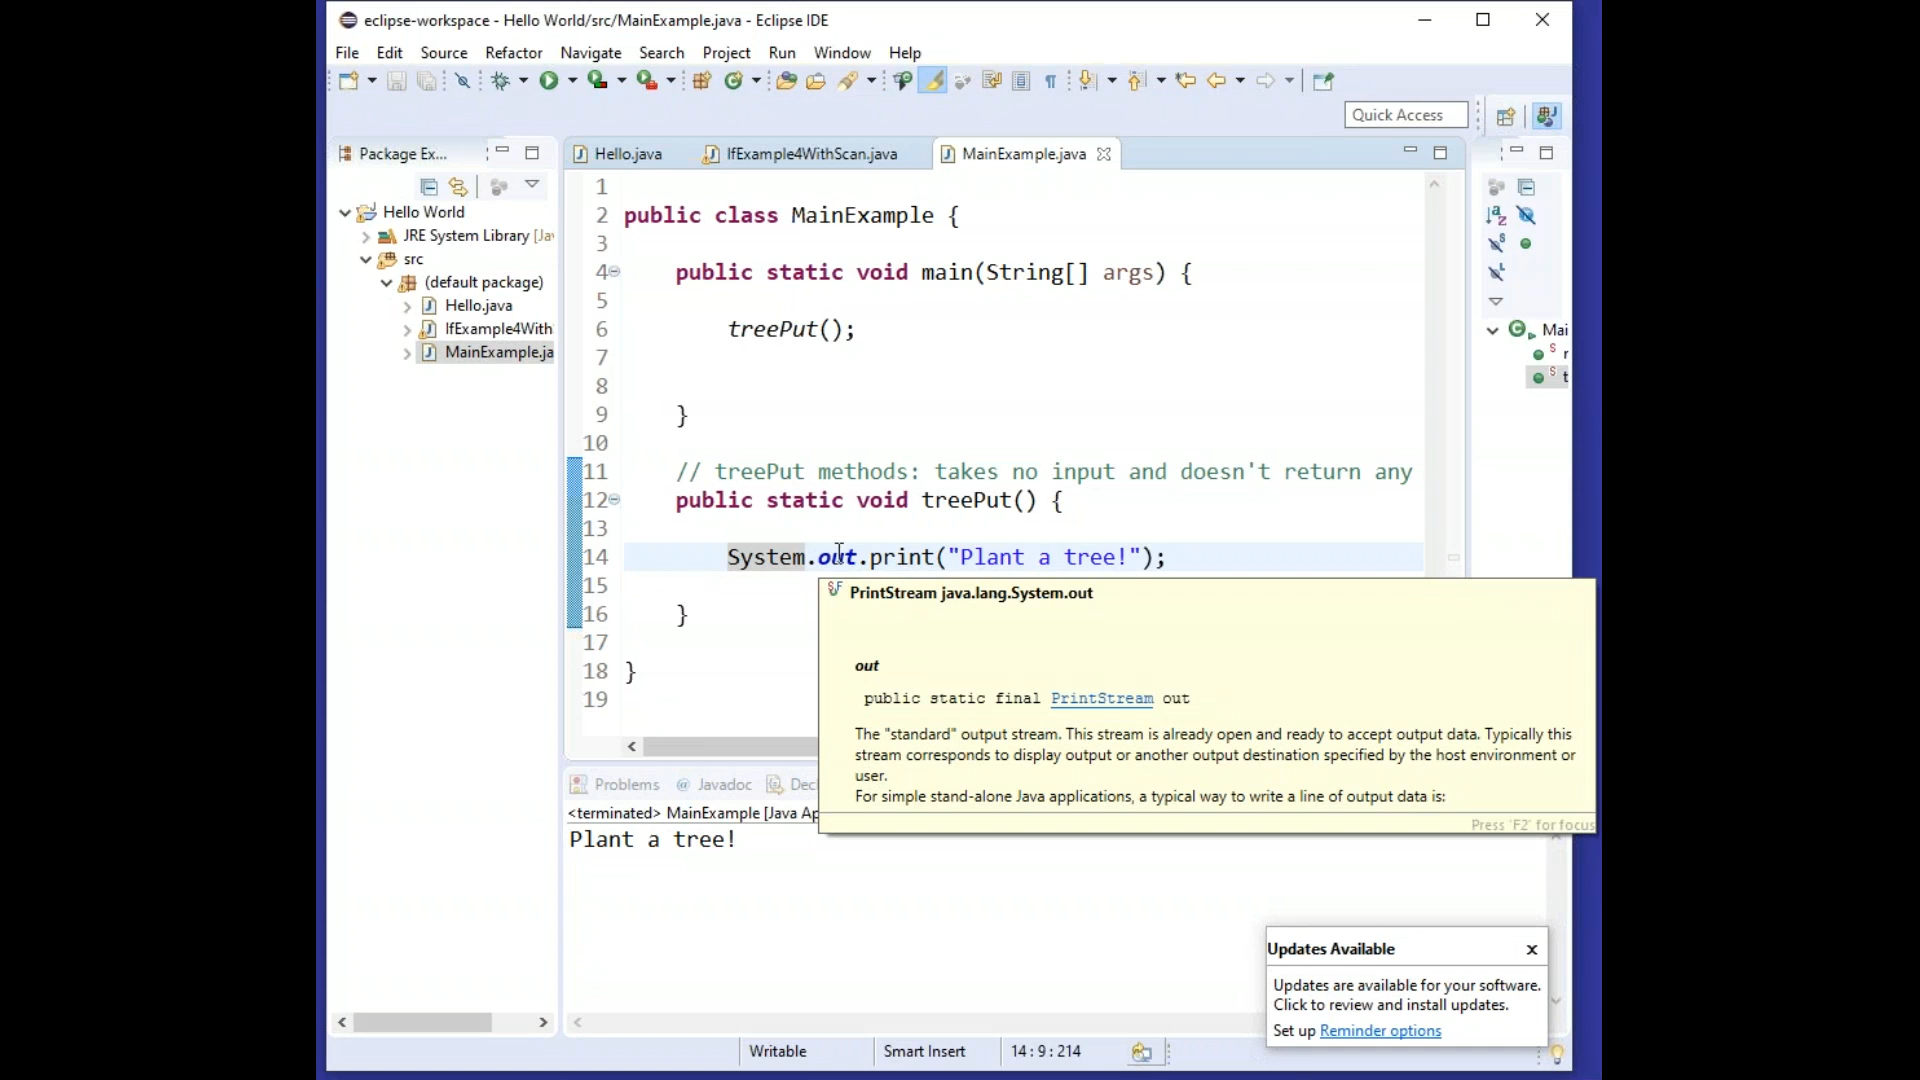 eclipse-workspace - Hello World/src/MainExample.java - Eclipse IDE
File Edit Source Refactor Navigate Search Project Run Window Help
Quick Access
Package Ex...
Hello.java IfExample4WithScan.java MainExample.java
Hello World
JRE System Library [Jav
src
(default package)
Hello.java
IfExample4With
MainExample.ja
1
2 public class MainExample {
3
4 public static void main(String[] args) {
5
6 treePut();
7
8
9 }
10
11 // treePut methods: takes no input and doesn't return any
12 public static void treePut() {
13
14 System.out.print("Plant a tree!");
15
16 }
17
18 }
19
Mai
r
t
PrintStream java.lang.System.out
out
public static final PrintStream out
The "standard" output stream. This stream is already open and ready to accept output data. Typically this
stream corresponds to display output or another output destination specified by the host environment or
user.
For simple stand-alone Java applications, a typical way to write a line of output data is:
Press 'F2' for focus
Problems Javadoc Decl
<terminated> MainExample [Java Ap
Plant a tree!
Updates Available
Updates are available for your software.
Click to review and install updates.
Set up Reminder options
Writable Smart Insert 14 : 9 : 214